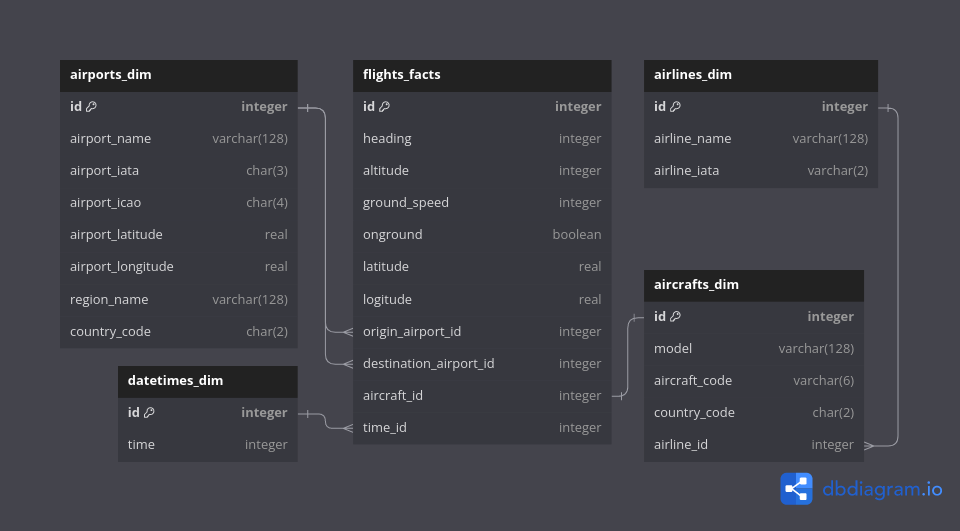 airports_dim
id integer
airport_name varchar(128)
airport_iata char(3)
airport_icao char(4)
airport_latitude real
airport_longitude real
region_name varchar(128)
country_code char(2)
datetimes_dim
id integer
time integer
flights_facts
id integer
heading integer
altitude integer
ground_speed integer
onground boolean
latitude real
logitude real
origin_airport_id integer
destination_airport_id integer
aircraft_id integer
time_id integer
airlines_dim
id integer
airline_name varchar(128)
airline_iata varchar(2)
aircrafts_dim
id integer
model varchar(128)
aircraft_code varchar(6)
country_code char(2)
airline_id integer
dbdiagram.io